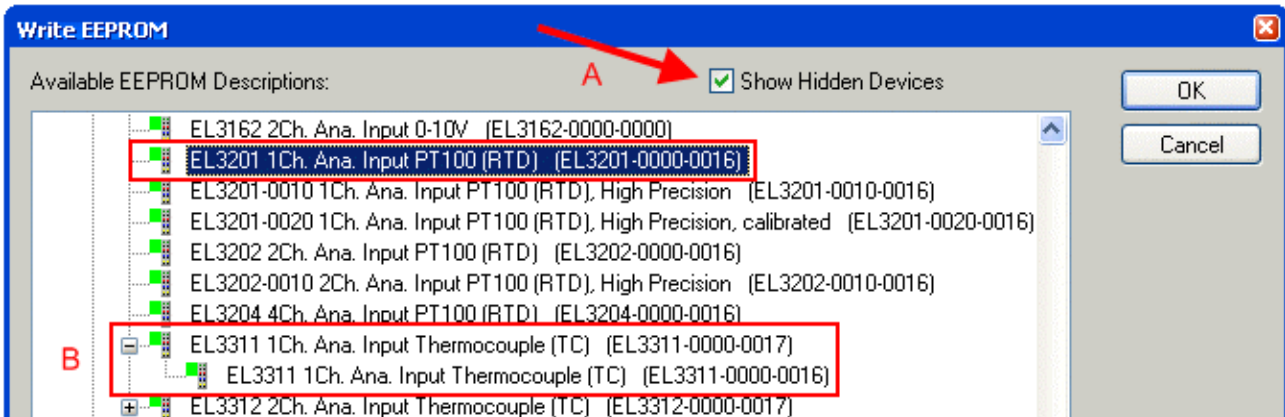 Write EEPROM
Available EEPROM Descriptions:
A
Show Hidden Devices
OK
Cancel
EL3162 2Ch. Ana. Input 0-10V (EL3162-0000-0000)
EL3201 1Ch. Ana. Input PT100 (RTD) (EL3201-0000-0016)
EL3201-0010 1Ch. Ana. Input PT100 (RTD), High Precision (EL3201-0010-0016)
EL3201-0020 1Ch. Ana. Input PT100 (RTD), High Precision, calibrated (EL3201-0020-0016)
EL3202 2Ch. Ana. Input PT100 (RTD) (EL3202-0000-0016)
EL3202-0010 2Ch. Ana. Input PT100 (RTD), High Precision (EL3202-0010-0016)
EL3204 4Ch. Ana. Input PT100 (RTD) (EL3204-0000-0016)
B
EL3311 1Ch. Ana. Input Thermocouple (TC) (EL3311-0000-0017)
EL3311 1Ch. Ana. Input Thermocouple (TC) (EL3311-0000-0016)
EL3312 2Ch. Ana. Input Thermocouple (TC) (EL3312-0000-0017)